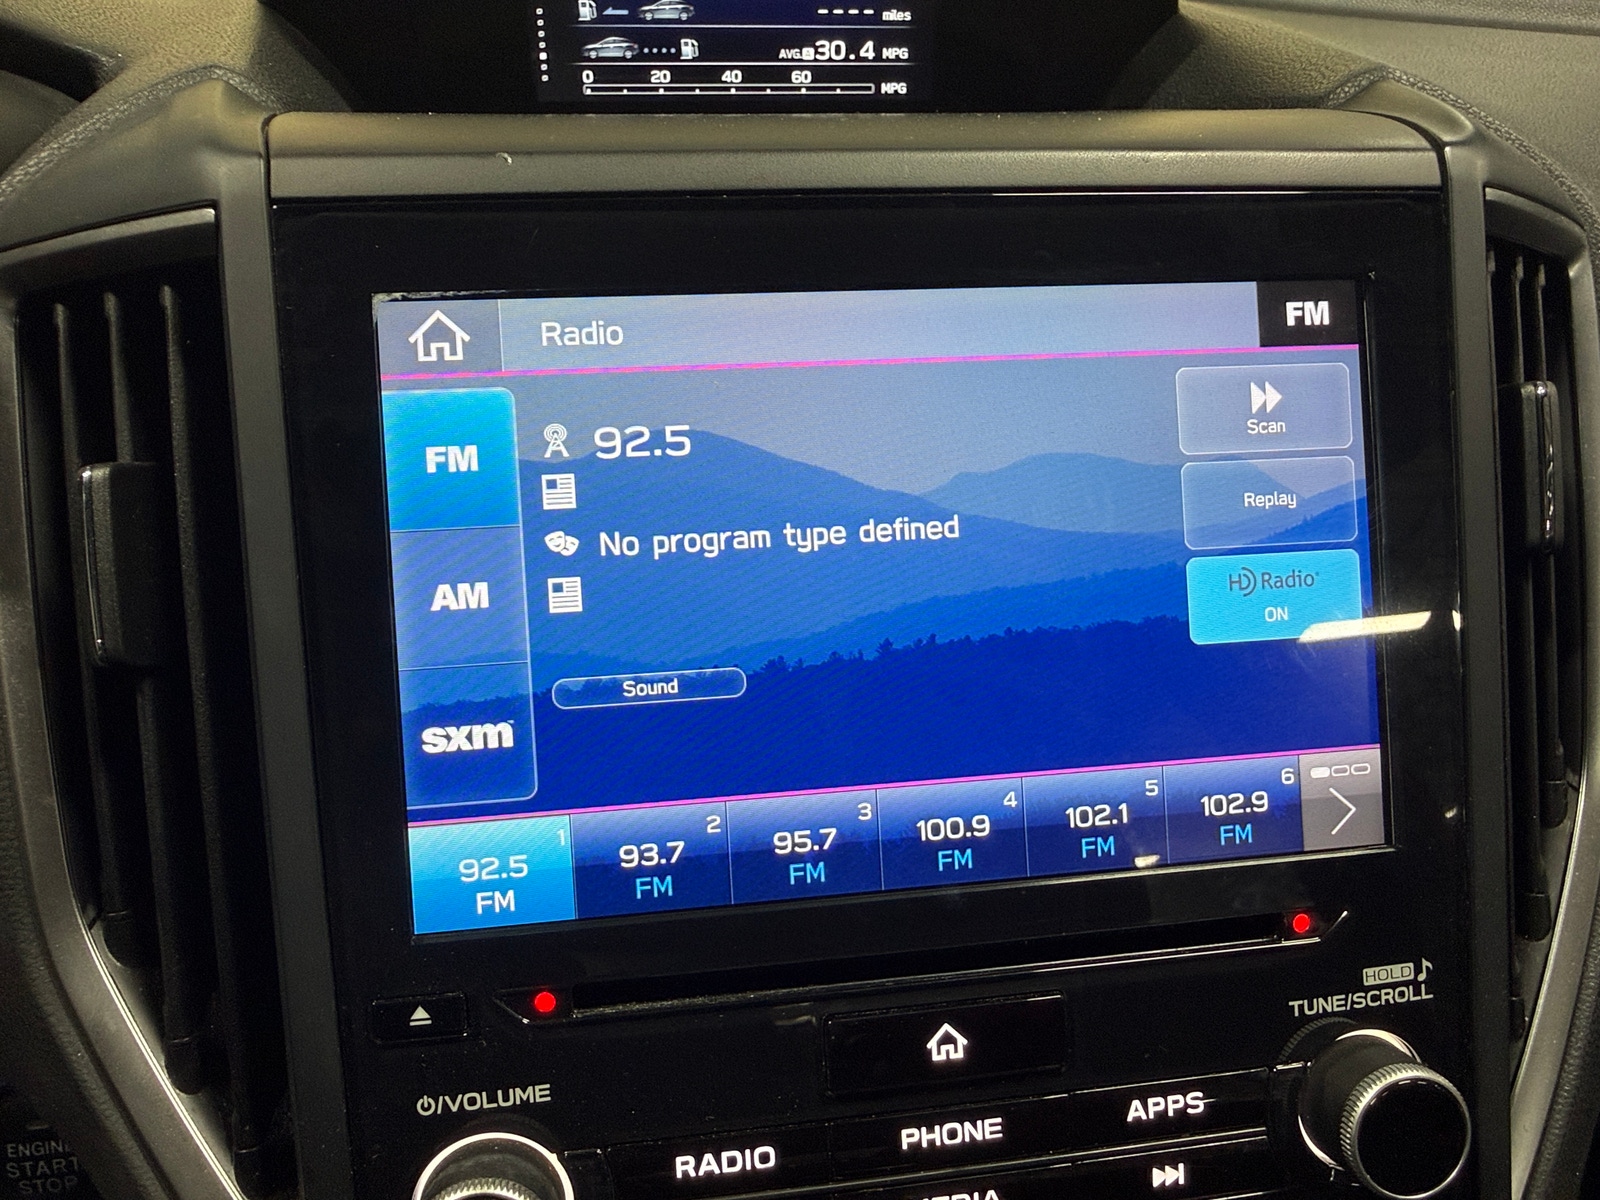 ---- miles
AVG. A 30.4 MPG
0 20 40 60
MPG
Radio
FM
FM
92.5
Scan
Replay
No program type defined
AM
HD Radio
ON
Sound
sxm
1 2 3 4 5 6
92.5 93.7 95.7 100.9 102.1 102.9
FM FM FM FM FM FM
HOLD
TUNE/SCROLL
/VOLUME
RADIO PHONE APPS
ENGINE
START
STOP